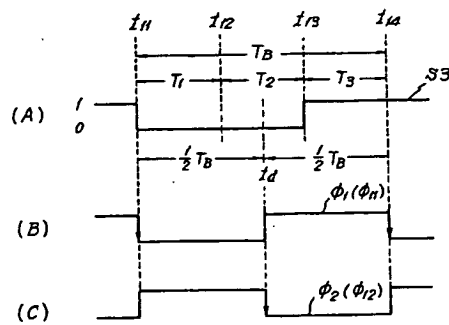 t11 t12 t13 t14
TB
T1 T2 T3
S3
(A) 1
0
1/2 TB 1/2 TB
td
(B) φ1(φ11)
(C) φ2(φ12)